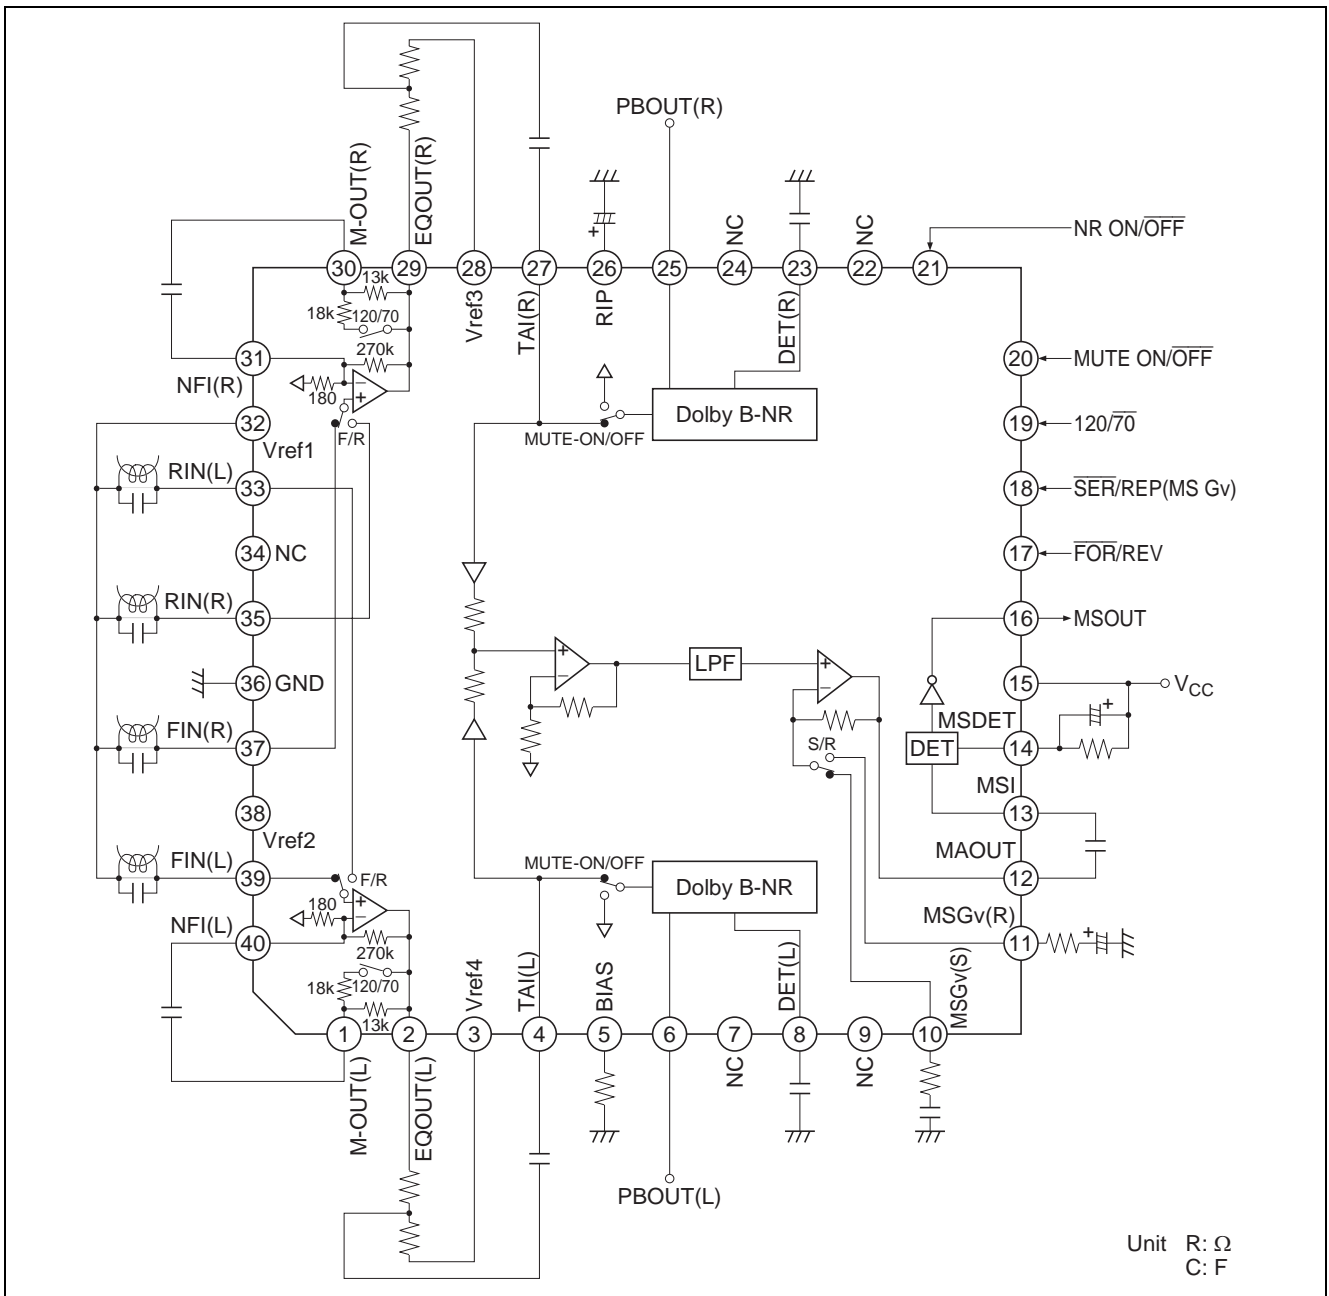 PBOUT(R)
M-OUT(R)
EQOUT(R)
NC
NC
NR ON/O̅F̅F̅
30
29
28
27
26
25
24
23
22
21
13k
18k
120/70
270k
Vref3
TAI(R)
RIP
DET(R)
31
NFI(R)
180
20
MUTE ON/O̅F̅F̅
Dolby B-NR
32
Vref1
F/R
MUTE-ON/OFF
19
120/7̅0̅
RIN(L)
33
18
S̅E̅R̅/REP(MS Gv)
34
NC
17
F̅O̅R̅/REV
RIN(R)
35
16
MSOUT
LPF
36
GND
15
VCC
FIN(R)
37
S/R
MSDET
DET
14
MSI
38
Vref2
13
MAOUT
FIN(L)
39
F/R
MUTE-ON/OFF
Dolby B-NR
12
180
NFI(L)
40
MSGv(R)
11
270k
18k
120/70
13k
Vref4
TAI(L)
BIAS
DET(L)
MSGv(S)
1
2
3
4
5
6
7
8
9
10
M-OUT(L)
EQOUT(L)
NC
NC
PBOUT(L)
Unit R: Ω
C: F